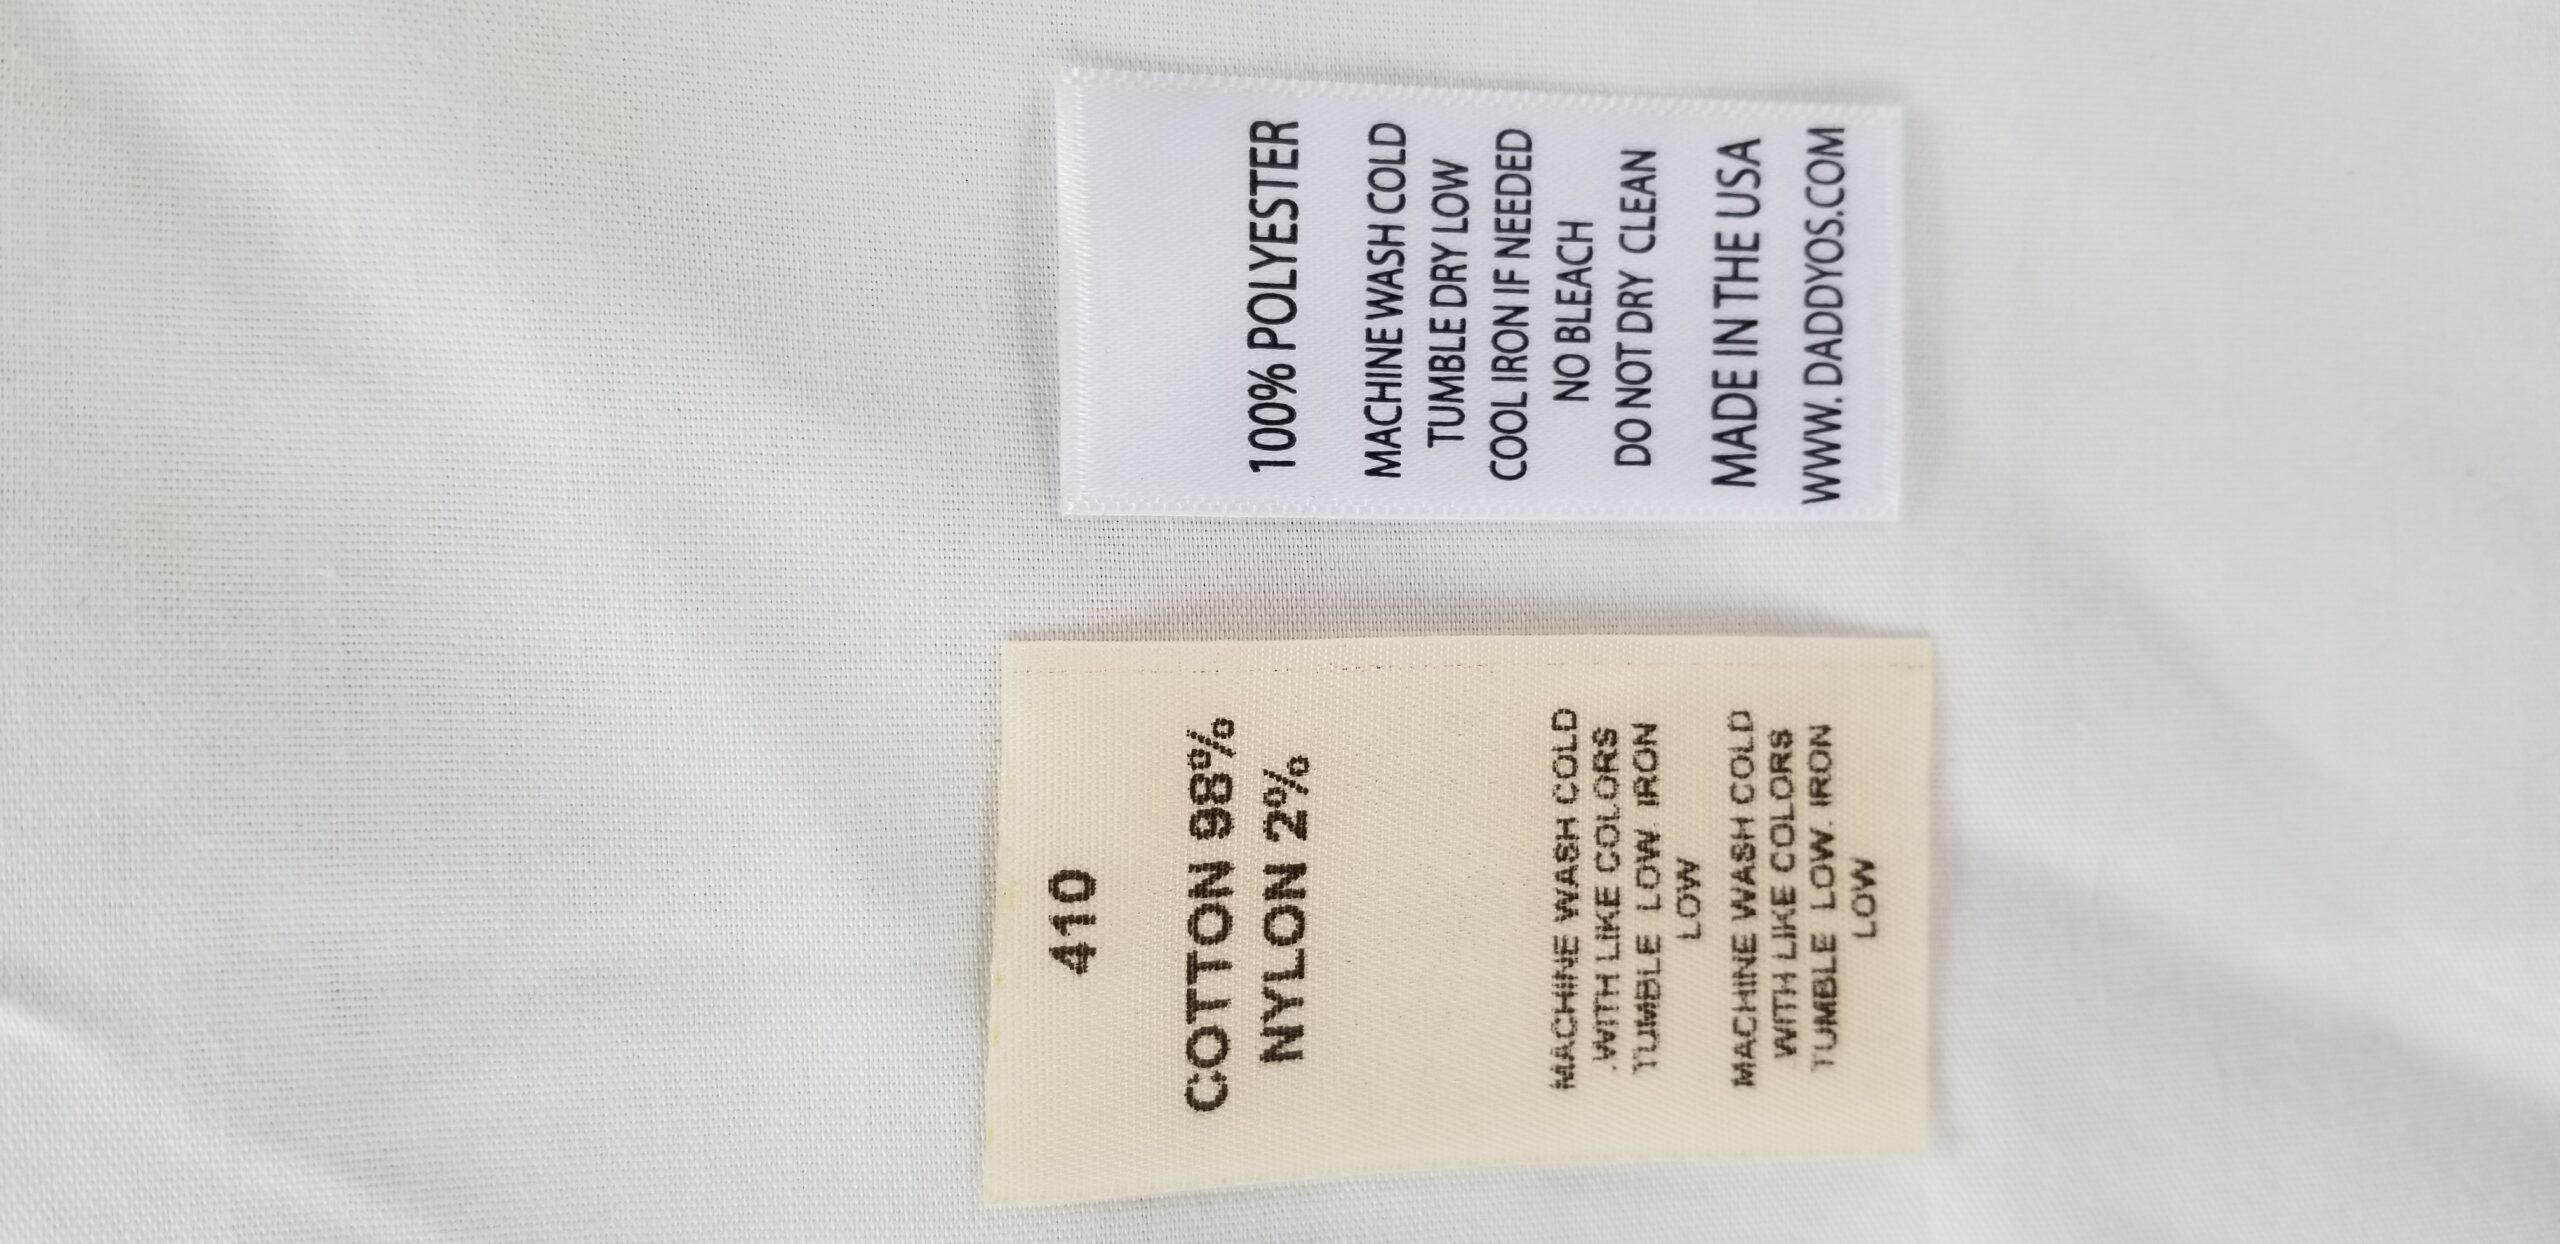 410
COTTON 98%
NYLON 2%
MACHINE WASH COLD
.WITH LIKE COLORS
TUMBLE LOW. IRON
LOW
MACHINE WASH COLD
.WITH LIKE COLORS
TUMBLE LOW. IRON
LOW
100% POLYESTER
MACHINE WASH COLD
TUMBLE DRY LOW
COOL IRON IF NEEDED
NO BLEACH
DO NOT DRY CLEAN
MADE IN THE USA
WWW. DADDYOS.COM